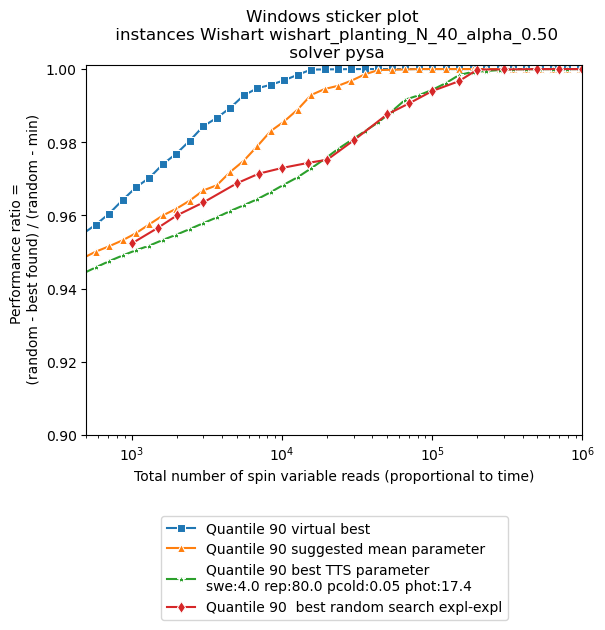 Windows sticker plot
instances Wishart wishart_planting_N_40_alpha_0.50
solver pysa
Performance ratio =
(random - best found) / (random - min)
1.00
0.98
0.96
0.94
0.92
0.90
10³
10⁴
10⁵
10⁶
Total number of spin variable reads (proportional to time)
Quantile 90 virtual best
Quantile 90 suggested mean parameter
Quantile 90 best TTS parameter
swe:4.0 rep:80.0 pcold:0.05 phot:17.4
Quantile 90  best random search expl-expl